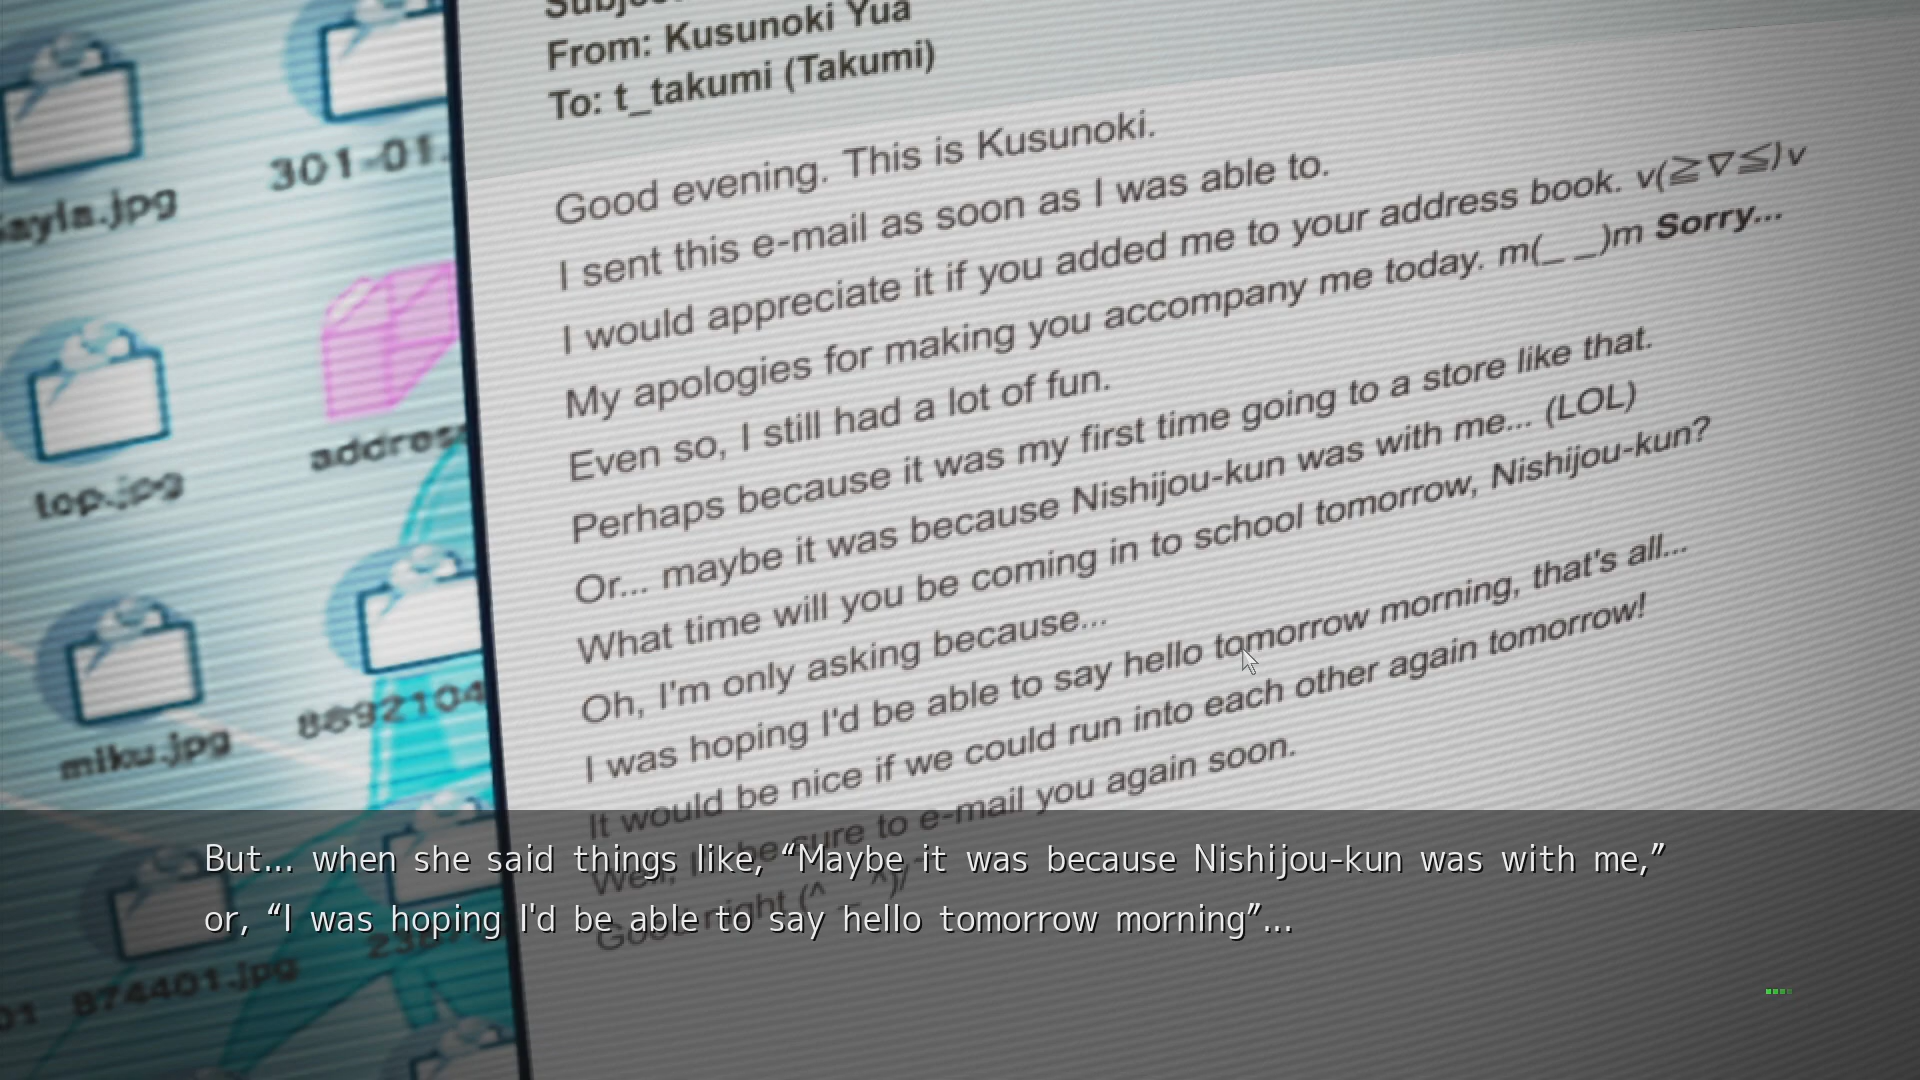 From: Kusunoki Yua
To: t_takumi (Takumi)
Good evening. This is Kusunoki.
I sent this e-mail as soon as I was able to.
I would appreciate it if you added me to your address book. v(≧∇≦)v
My apologies for making you accompany me today. m(_ _)m Sorry...
Even so, I still had a lot of fun.
Perhaps because it was my first time going to a store like that.
Or... maybe it was because Nishijou-kun was with me... (LOL)
What time will you be coming in to school tomorrow, Nishijou-kun?
Oh, I'm only asking because...
I was hoping I'd be able to say hello tomorrow morning, that's all...
It would be nice if we could run into each other again tomorrow!
Well, I'll be sure to e-mail you again soon.
Good night (^_^)/
301-01.
top.jpg
address
miku.jpg
8892104
874401.jpg
But... when she said things like, “Maybe it was because Nishijou-kun was with me,”
or, “I was hoping I'd be able to say hello tomorrow morning”...